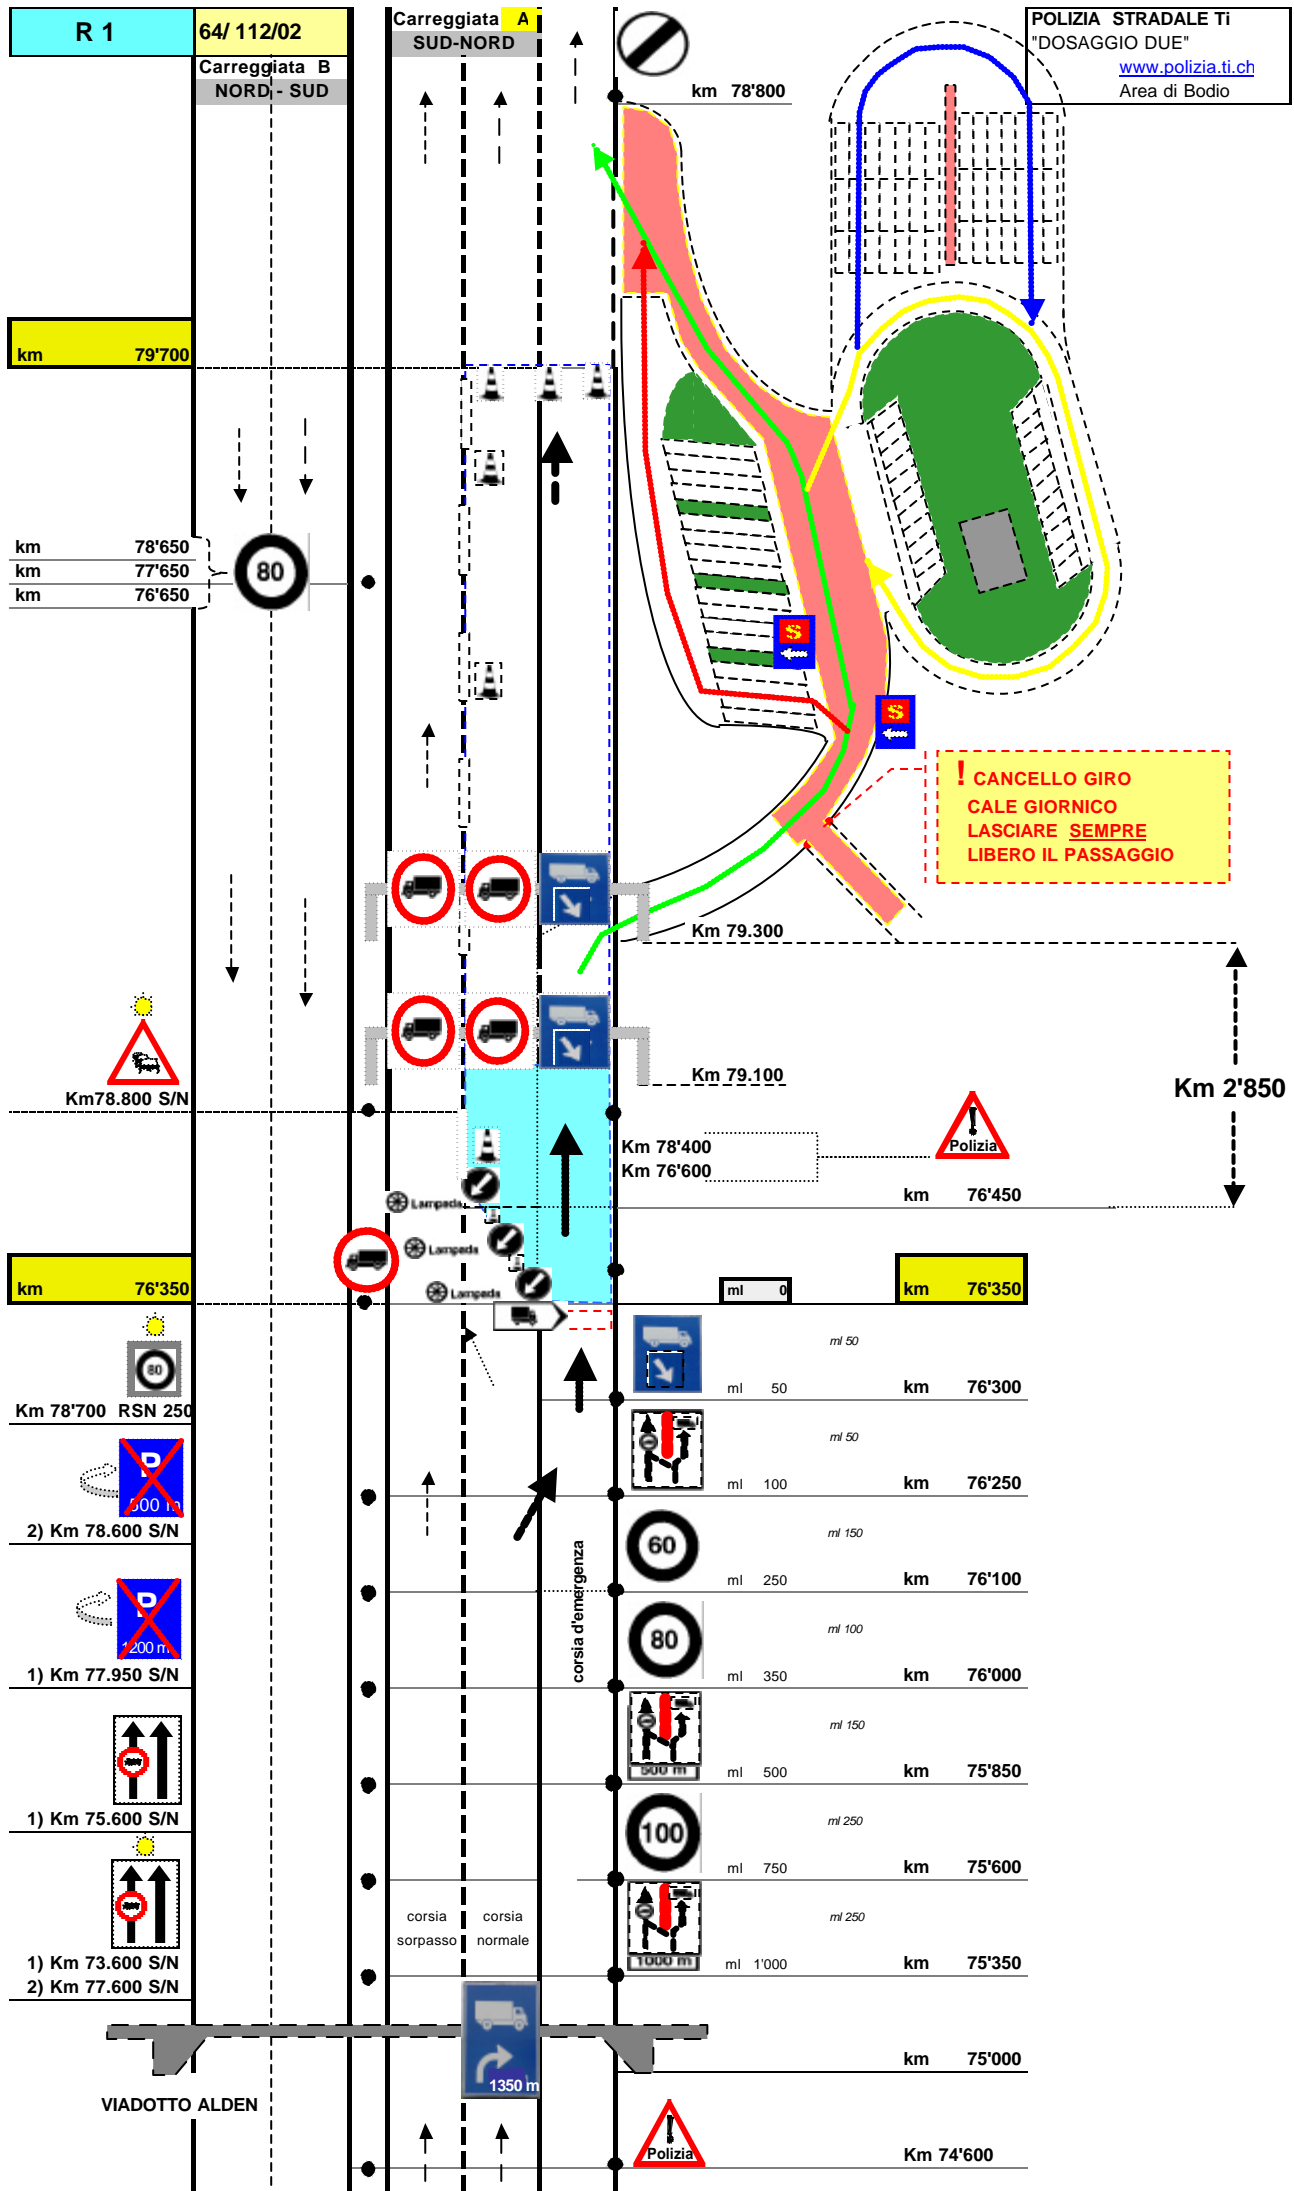 R 1
64/ 112/02
Carreggiata B
NORD - SUD
Carreggiata A
SUD-NORD
POLIZIA STRADALE Ti
"DOSAGGIO DUE"
www.polizia.ti.ch
Area di Bodio
km 78'800
km 79'700
km 78'650
km 77'650
km 76'650
80
S
S
! CANCELLO GIRO
CALE GIORNICO
LASCIARE SEMPRE
LIBERO IL PASSAGGIO
Km 79.300
Km 79.100
Km 2'850
Km78.800 S/N
Km 78'400
Km 76'600
Polizia
km 76'450
Lampada
Lampada
Lampada
km 76'350
ml 0
km 76'350
80
Km 78'700 RSN 250
ml 50
ml 50
km 76'300
P
500 m
2) Km 78.600 S/N
ml 50
ml 100
km 76'250
60
ml 150
ml 250
km 76'100
corsia d'emergenza
P
1200 m
1) Km 77.950 S/N
80
ml 100
ml 350
km 76'000
500 m
ml 150
ml 500
km 75'850
1) Km 75.600 S/N
100
ml 250
ml 750
km 75'600
corsia sorpasso
corsia normale
1000 m
ml 250
ml 1'000
km 75'350
1) Km 73.600 S/N
2) Km 77.600 S/N
1350 m
km 75'000
VIADOTTO ALDEN
Polizia
Km 74'600